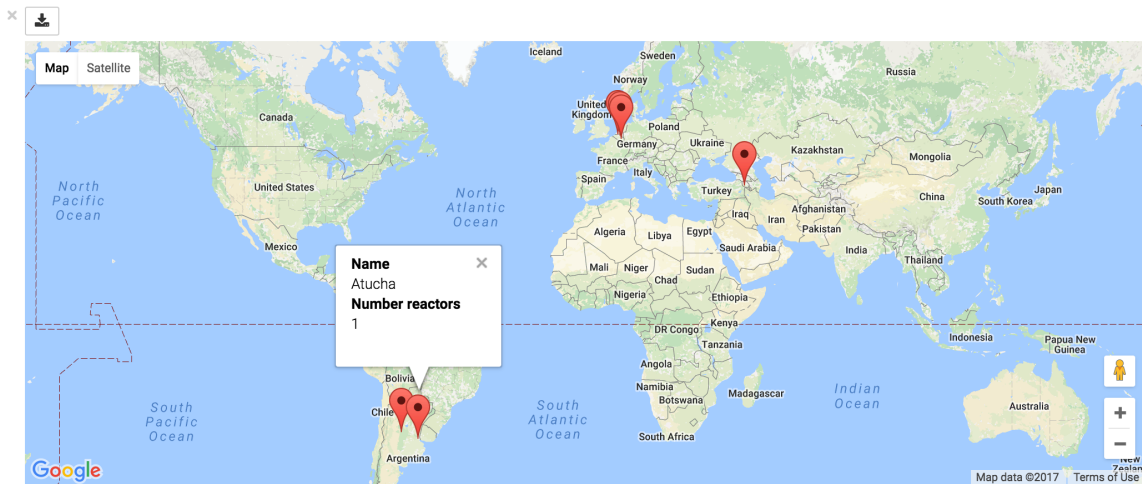 Map
Satellite
Iceland
Sweden
Norway
Russia
United
Kingdom
Canada
Poland
Germany
Ukraine
Kazakhstan
Mongolia
France
Italy
Spain
Turkey
North
Pacific
Ocean
United States
North
Atlantic
Ocean
China
South Korea
Japan
Iraq
Iran
Afghanistan
Pakistan
Algeria
Libya
Egypt
Saudi Arabia
India
Mexico
Thailand
Mali
Niger
Chad
Sudan
Nigeria
Ethiopia
Name
Atucha
Number reactors
1
DR Congo
Kenya
Tanzania
Indonesia
Papua New
Guinea
Angola
Bolivia
Namibia
Botswana
Madagascar
Indian
Ocean
Chile
South
Pacific
Ocean
South
Atlantic
Ocean
Australia
South Africa
Argentina
Google
New
Zealan
Map data ©2017
Terms of Use